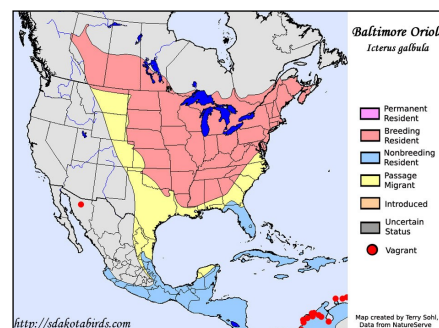 Baltimore Oriol
Icterus galbula
Permanent
Resident
Breeding
Resident
Nonbreeding
Resident
Passage
Migrant
Introduced
Uncertain
Status
Vagrant
http://sdakotabirds.com
Map created by Terry Sohl,
Data from NatureServe.